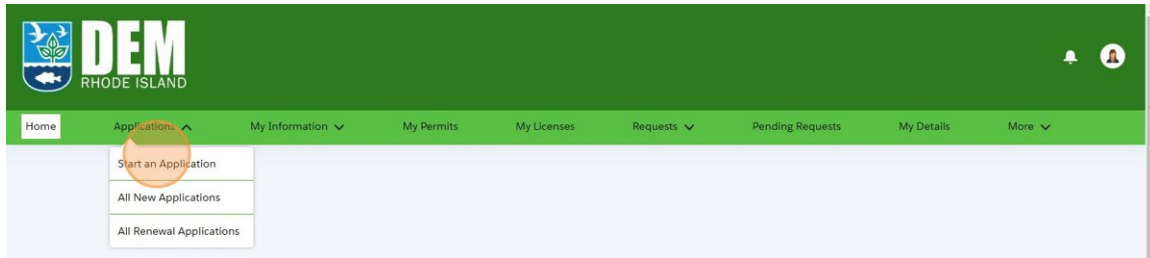 DEM
RHODE ISLAND
Home Applications My Information My Permits My Licenses Requests Pending Requests My Details More
Start an Application
All New Applications
All Renewal Applications